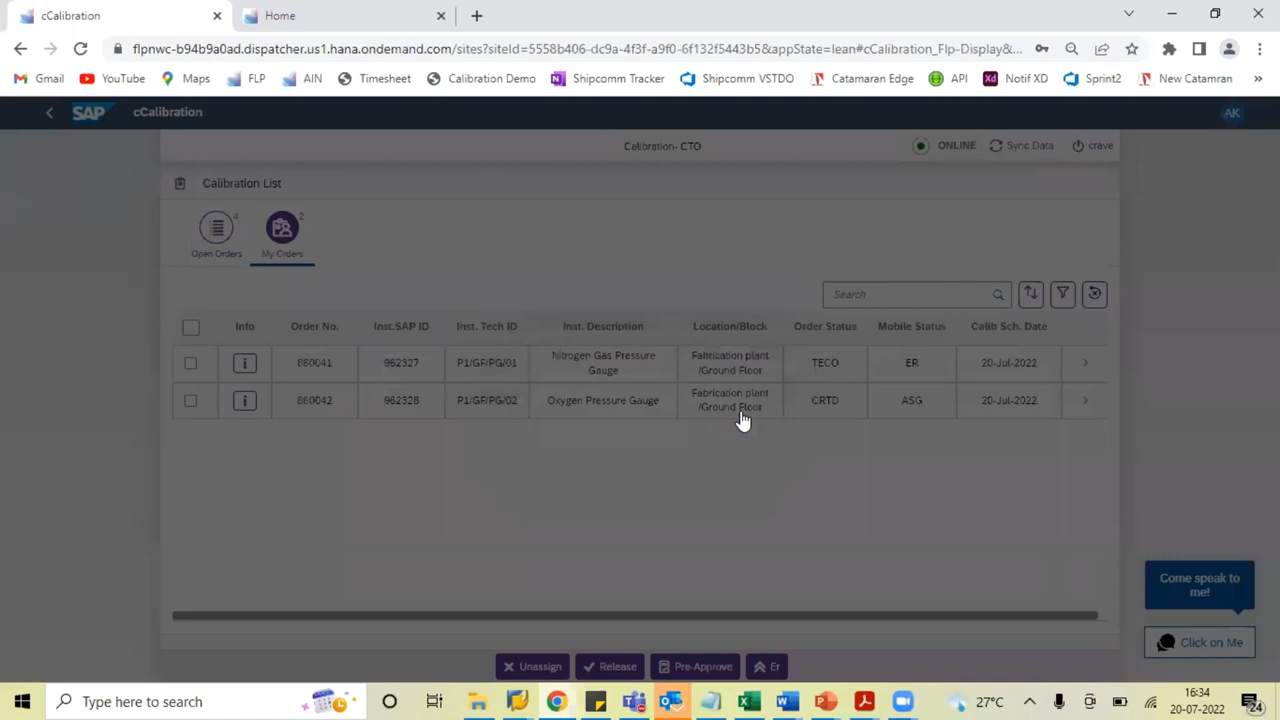 cCalibration
Home
flpnwc-b94b9a0ad.dispatcher.us1.hana.ondemand.com/sites?siteId=5558b406-dc9a-4f3f-a9f0-6f132f5443b5&appState=lean#cCalibration_Flp-Display&...
Gmail YouTube Maps FLP AIN Timesheet Calibration Demo Shipcomm Tracker Shipcomm VSTDO Catamaran Edge API Notif XD Sprint2 New Catamran »
SAP cCalibration AK
Calibration- CTO ONLINE Sync Data crave
Calibration List
4 2
Open Orders My Orders
Search
Info Order No. Inst.SAP ID Inst. Tech ID Inst. Description Location/Block Order Status Mobile Status Calib Sch. Date
i 860041 962327 P1/GF/PG/01 Nitrogen Gas Pressure Gauge Fabrication plant /Ground Floor TECO ER 20-Jul-2022
i 860042 962328 P1/GF/PG/02 Oxygen Pressure Gauge Fabrication plant /Ground Floor CRTD ASG 20-Jul-2022
Come speak to
me!
Click on Me
Unassign Release Pre-Approve Er
Type here to search
27°C
16:34
20-07-2022
24